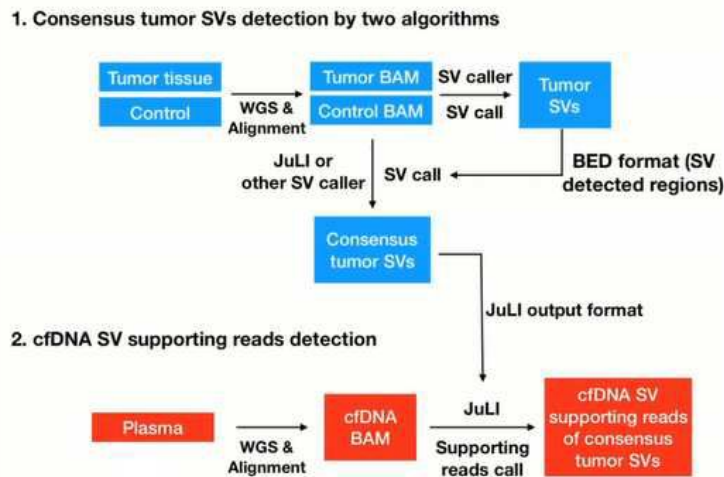 1. Consensus tumor SVs detection by two algorithms
Tumor tissue
Control
WGS &
Alignment
Tumor BAM
Control BAM
SV caller
SV call
Tumor
SVs
JuLI or
other SV caller
SV call
BED format (SV
detected regions)
Consensus
tumor SVs
JuLI output format
2. cfDNA SV supporting reads detection
Plasma
WGS &
Alignment
cfDNA
BAM
JuLI
Supporting
reads call
cfDNA SV
supporting reads
of consensus
tumor SVs